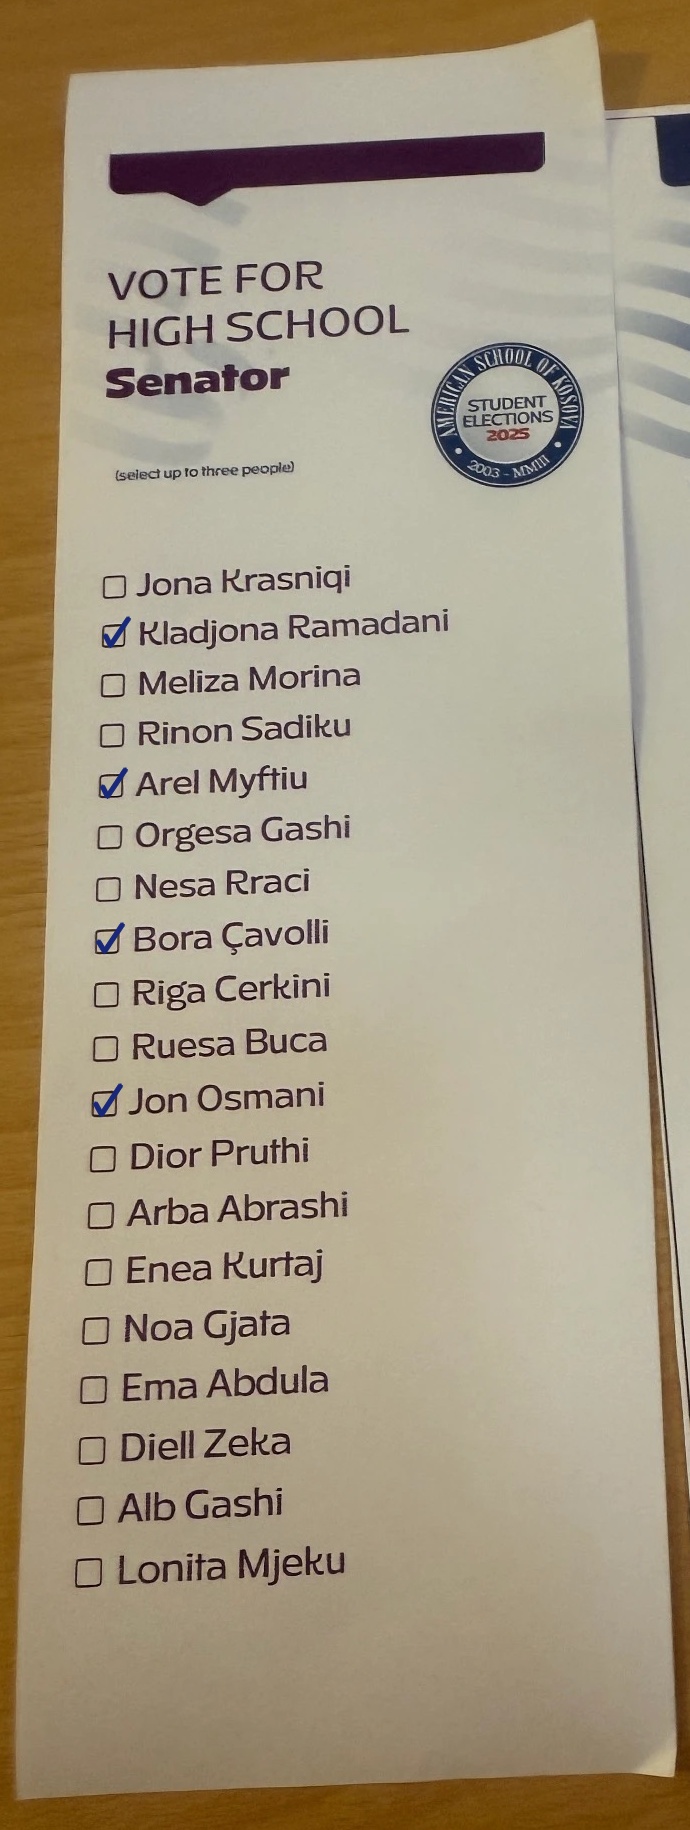 VOTE FOR
HIGH SCHOOL
Senator
(select up to three people)
AMERICAN SCHOOL OF KOSOVA
STUDENT
ELECTIONS
2025
2003 - MMIII
Jona Krasniqi
Kladjona Ramadani
Meliza Morina
Rinon Sadiku
Arel Myftiu
Orgesa Gashi
Nesa Rraci
Bora Çavolli
Riga Cerkini
Ruesa Buca
Jon Osmani
Dior Pruthi
Arba Abrashi
Enea Kurtaj
Noa Gjata
Ema Abdula
Diell Zeka
Alb Gashi
Lonita Mjeku